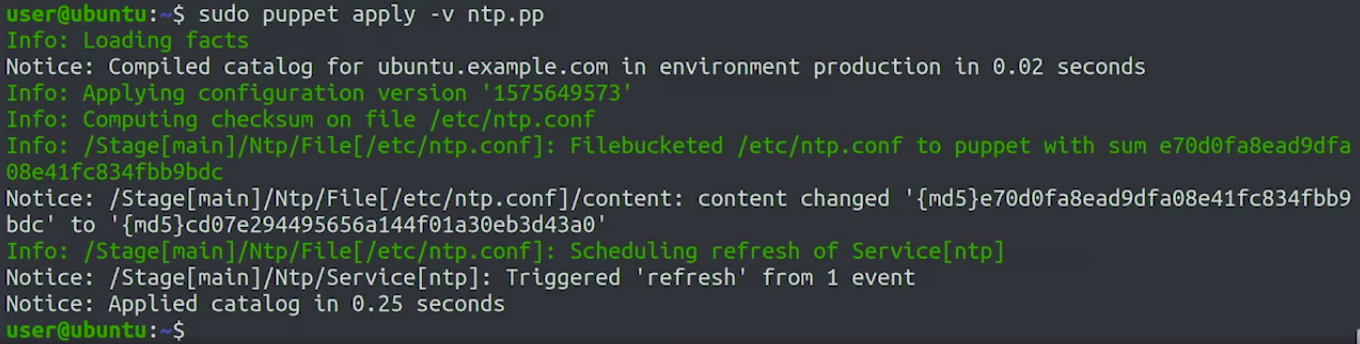 user@ubuntu:~$ sudo puppet apply -v ntp.pp
Info: Loading facts
Notice: Compiled catalog for ubuntu.example.com in environment production in 0.02 seconds
Info: Applying configuration version '1575649573'
Info: Computing checksum on file /etc/ntp.conf
Info: /Stage[main]/Ntp/File[/etc/ntp.conf]: Filebucketed /etc/ntp.conf to puppet with sum e70d0fa8ead9dfa
08e41fc834fbb9bdc
Notice: /Stage[main]/Ntp/File[/etc/ntp.conf]/content: content changed '{md5}e70d0fa8ead9dfa08e41fc834fbb9
bdc' to '{md5}cd07e294495656a144f01a30eb3d43a0'
Info: /Stage[main]/Ntp/File[/etc/ntp.conf]: Scheduling refresh of Service[ntp]
Notice: /Stage[main]/Ntp/Service[ntp]: Triggered 'refresh' from 1 event
Notice: Applied catalog in 0.25 seconds
user@ubuntu:~$